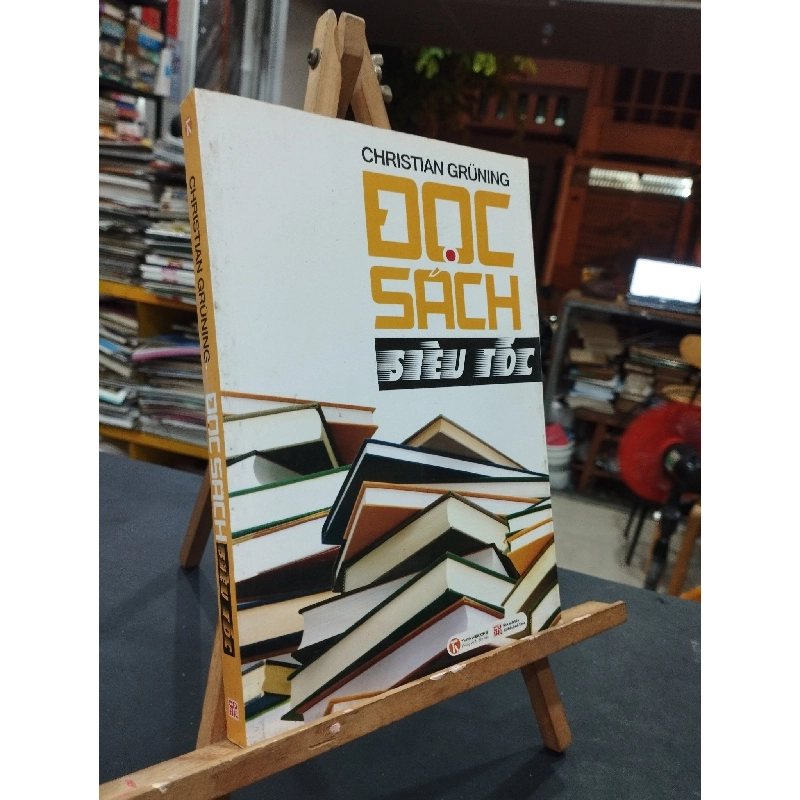 CHRISTIAN GRÜNING
ĐỌC
SÁCH
SIÊU TỐC
CHRISTIAN GRÜNING
ĐỌC SÁCH SIÊU TỐC